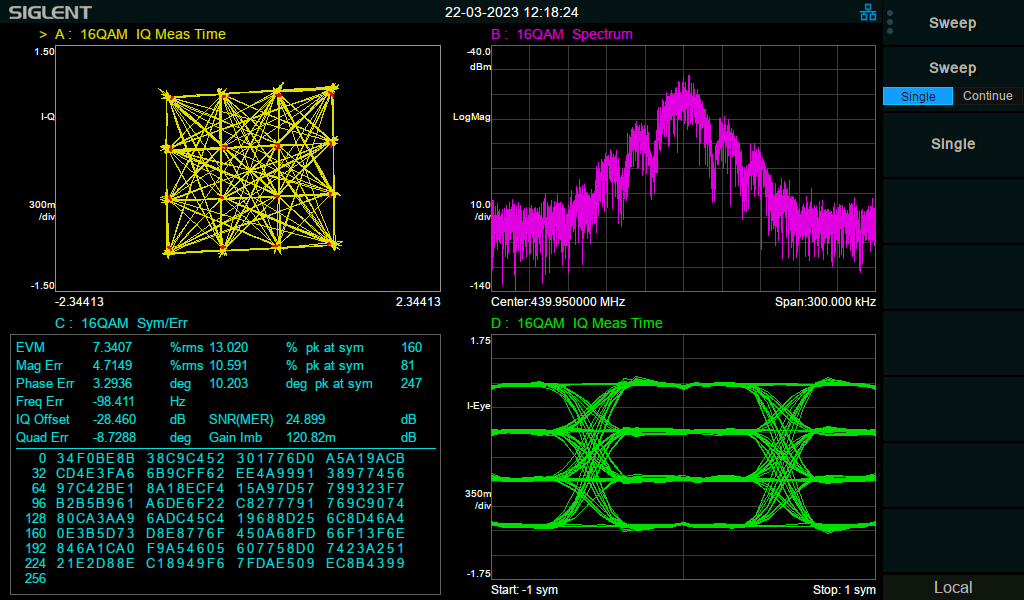 SIGLENT 22-03-2023 12:18:24
> A : 16QAM IQ Meas Time
1.50
I-Q
300m
/div
-1.50
-2.34413 2.34413
B : 16QAM Spectrum
-40.0
dBm
LogMag
10.0
/div
-140
Center:439.950000 MHz Span:300.000 kHz
C : 16QAM Sym/Err
EVM 7.3407 %rms 13.020 % pk at sym 160
Mag Err 4.7149 %rms 10.591 % pk at sym 81
Phase Err 3.2936 deg 10.203 deg pk at sym 247
Freq Err -98.411 Hz
IQ Offset -28.460 dB SNR(MER) 24.899 dB
Quad Err -8.7288 deg Gain Imb 120.82m dB
0 34F0BE8B 38C9C452 301776D0 A5A19ACB
32 CD4E3FA6 6B9CFF62 EE4A9991 38977456
64 97C42BE1 8A18ECF4 15A97D57 799323F7
96 B2B5B961 A6DE6F22 C8277791 769C9074
128 80CA3AA9 6ADC45C4 19688D25 6C8D46A4
160 0E3B5D73 D8E8776F 450A68FD 66F13F6E
192 846A1CA0 F9A54605 607758D0 7423A251
224 21E2D88E C18949F6 7FDAE509 EC8B4399
256
D : 16QAM IQ Meas Time
1.75
I-Eye
350m
/div
-1.75
Start: -1 sym Stop: 1 sym
Sweep
Sweep
Single Continue
Single
Local